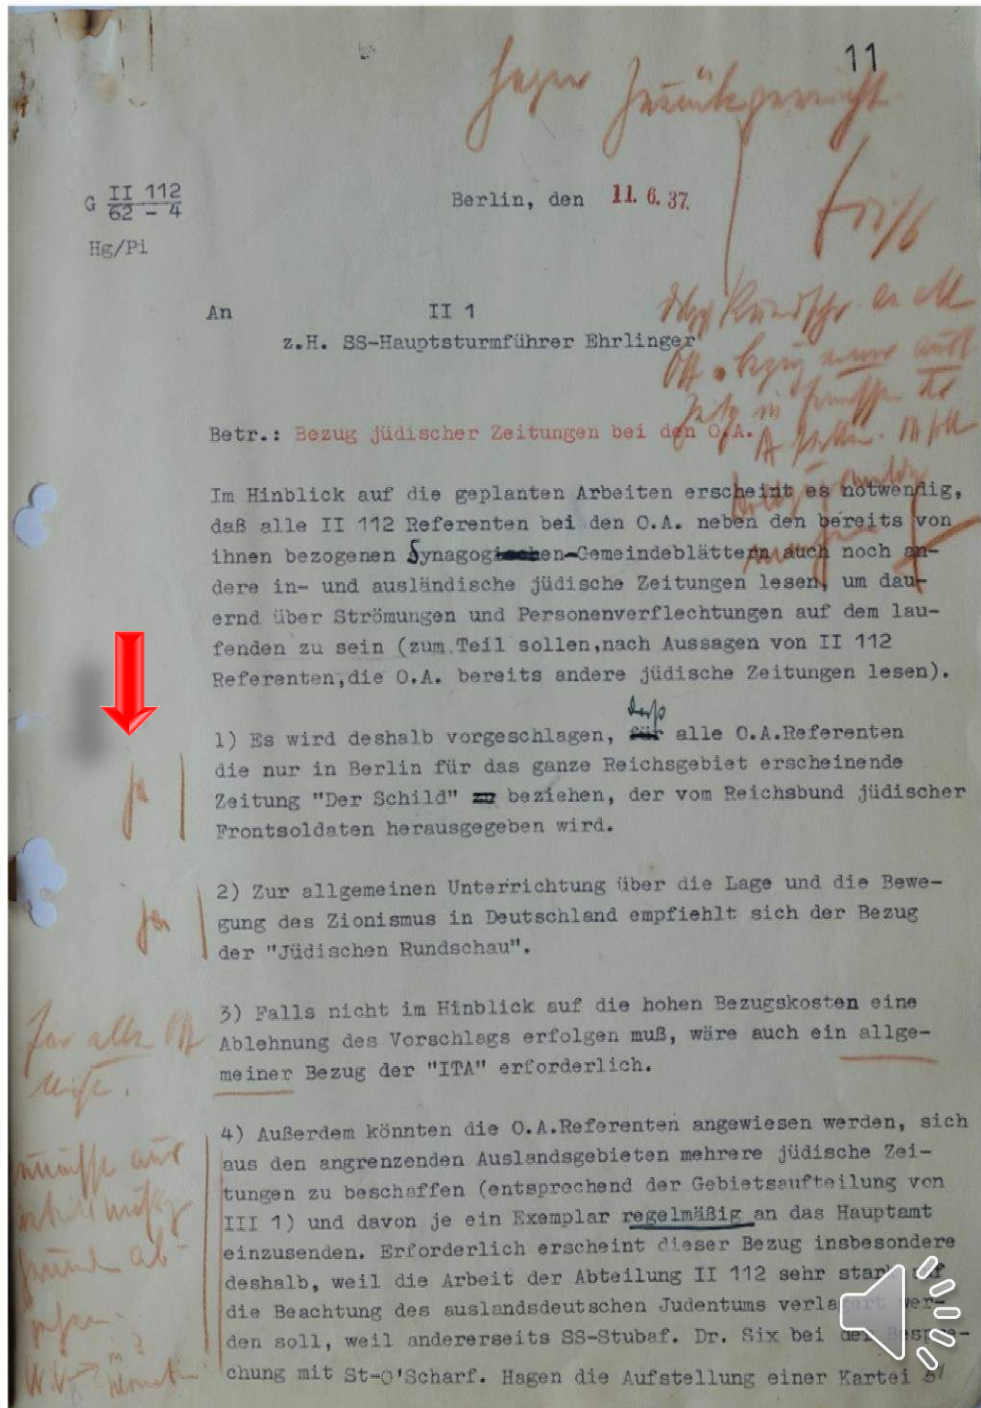 11
Hagen zurückgereicht
G II 112
62 - 4
Berlin, den 11. 6. 37.
Hg/Pi
An II 1
z.H. SS-Hauptsturmführer Ehrlinger
Betr.: Bezug jüdischer Zeitungen bei den O.A.
Im Hinblick auf die geplanten Arbeiten erscheint es notwendig,
daß alle II 112 Referenten bei den O.A. neben den bereits von
ihnen bezogenen Synagogen-Gemeindeblättern auch noch an-
dere in- und ausländische jüdische Zeitungen lesen, um dau-
ernd über Strömungen und Personenverflechtungen auf dem lau-
fenden zu sein (zum Teil sollen,nach Aussagen von II 112
Referenten,die O.A. bereits andere jüdische Zeitungen lesen).
daß
1) Es wird deshalb vorgeschlagen, für alle O.A.Referenten
die nur in Berlin für das ganze Reichsgebiet erscheinende
ja
Zeitung "Der Schild" zu beziehen, der vom Reichsbund jüdischer
Frontsoldaten herausgegeben wird.
2) Zur allgemeinen Unterrichtung über die Lage und die Bewe-
ja
gung des Zionismus in Deutschland empfiehlt sich der Bezug
der "Jüdischen Rundschau".
3) Falls nicht im Hinblick auf die hohen Bezugskosten eine
Ablehnung des Vorschlags erfolgen muß, wäre auch ein allge-
meiner Bezug der "ITA" erforderlich.
4) Außerdem könnten die O.A.Referenten angewiesen werden, sich
aus den angrenzenden Auslandsgebieten mehrere jüdische Zei-
tungen zu beschaffen (entsprechend der Gebietsaufteilung von
III 1) und davon je ein Exemplar regelmäßig an das Hauptamt
einzusenden. Erforderlich erscheint dieser Bezug insbesondere
deshalb, weil die Arbeit der Abteilung II 112 sehr stark auf
die Beachtung des auslandsdeutschen Judentums verlagert wer-
den soll, weil andererseits SS-Stubaf. Dr. Six bei der Bespre-
chung mit St-O'Scharf. Hagen die Aufstellung einer Kartei